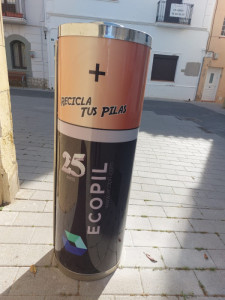 +
RECICLA
TUS PILAS
25
ECOPIL